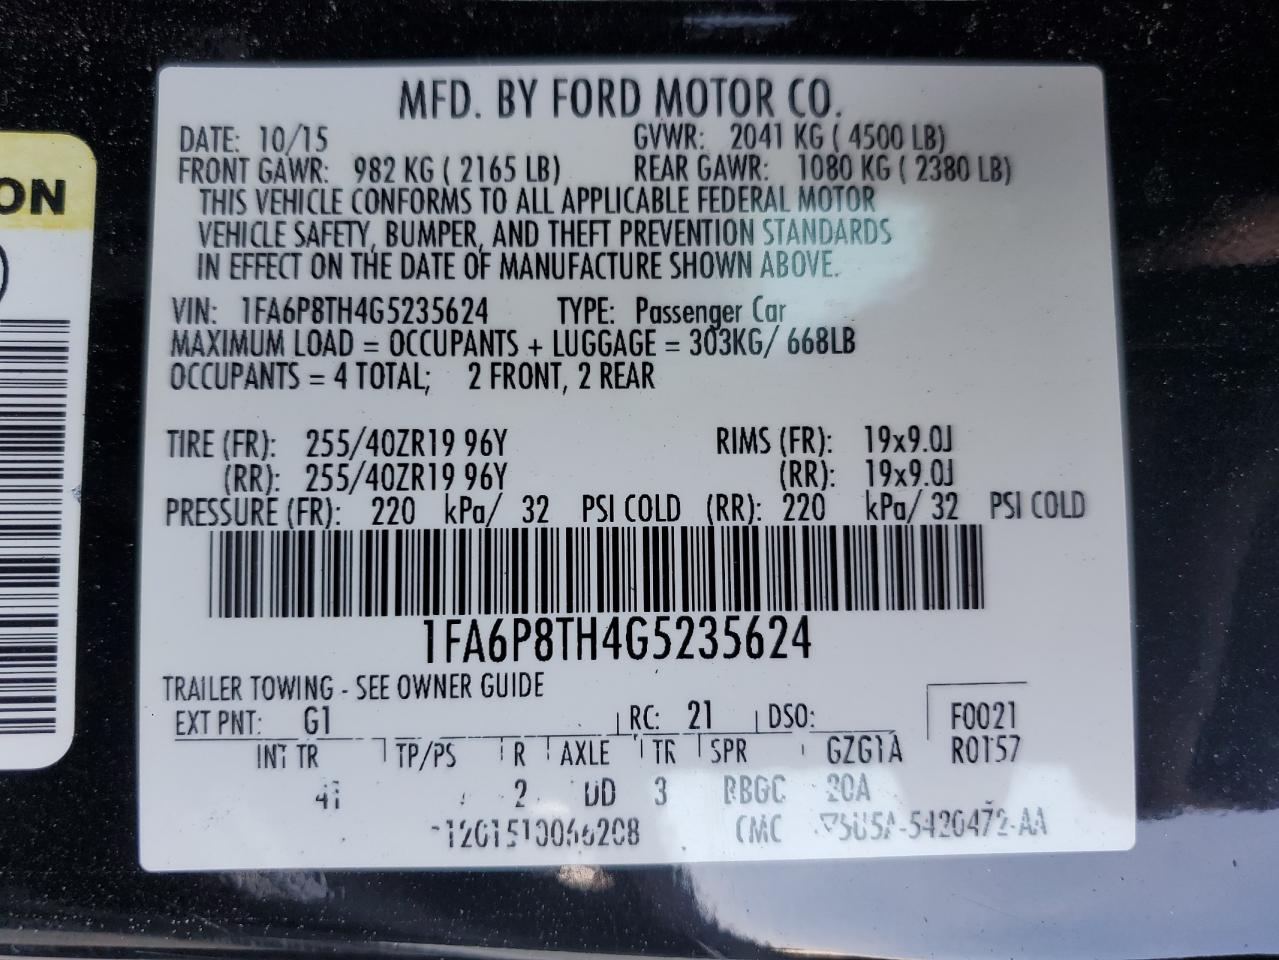 ON
MFD. BY FORD MOTOR CO.
DATE: 10/15 GVWR: 2041 KG ( 4500 LB)
FRONT GAWR: 982 KG ( 2165 LB) REAR GAWR: 1080 KG ( 2380 LB)
THIS VEHICLE CONFORMS TO ALL APPLICABLE FEDERAL MOTOR
VEHICLE SAFETY, BUMPER, AND THEFT PREVENTION STANDARDS
IN EFFECT ON THE DATE OF MANUFACTURE SHOWN ABOVE.
VIN: 1FA6P8TH4G5235624 TYPE: Passenger Car
MAXIMUM LOAD = OCCUPANTS + LUGGAGE = 303KG/ 668LB
OCCUPANTS = 4 TOTAL; 2 FRONT, 2 REAR
TIRE (FR): 255/40ZR19 96Y RIMS (FR): 19x9.0J
(RR): 255/40ZR19 96Y (RR): 19x9.0J
PRESSURE (FR): 220 kPa/ 32 PSI COLD (RR): 220 kPa/ 32 PSI COLD
1FA6P8TH4G5235624
TRAILER TOWING - SEE OWNER GUIDE
EXT PNT: G1 RC: 21 DSO: F0021
INT TR TP/PS R AXLE TR SPR GZG1A R0157
2 3
CMC